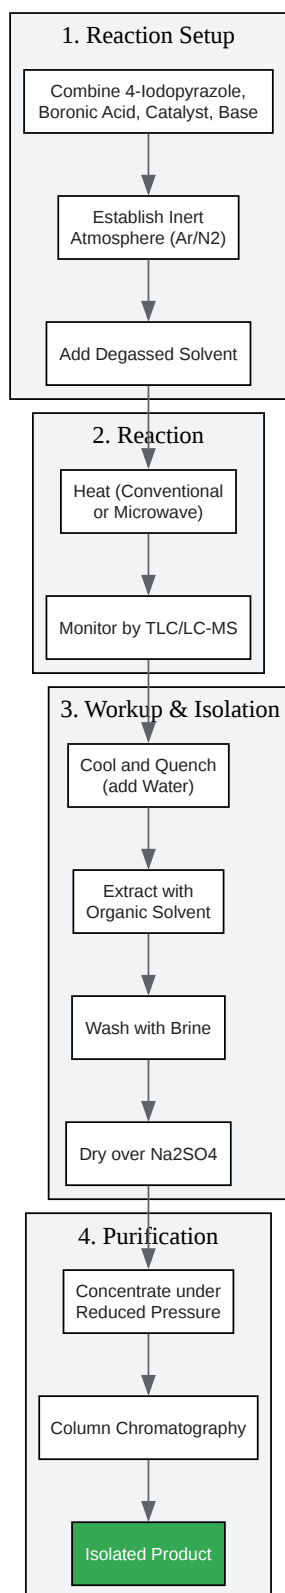 1. Reaction Setup
Combine 4-Iodopyrazole,
Boronic Acid, Catalyst, Base
Establish Inert
Atmosphere (Ar/N2)
Add Degassed Solvent
2. Reaction
Heat (Conventional
or Microwave)
Monitor by TLC/LC-MS
3. Workup & Isolation
Cool and Quench
(add Water)
Extract with
Organic Solvent
Wash with Brine
Dry over Na2SO4
4. Purification
Concentrate under
Reduced Pressure
Column Chromatography
Isolated Product